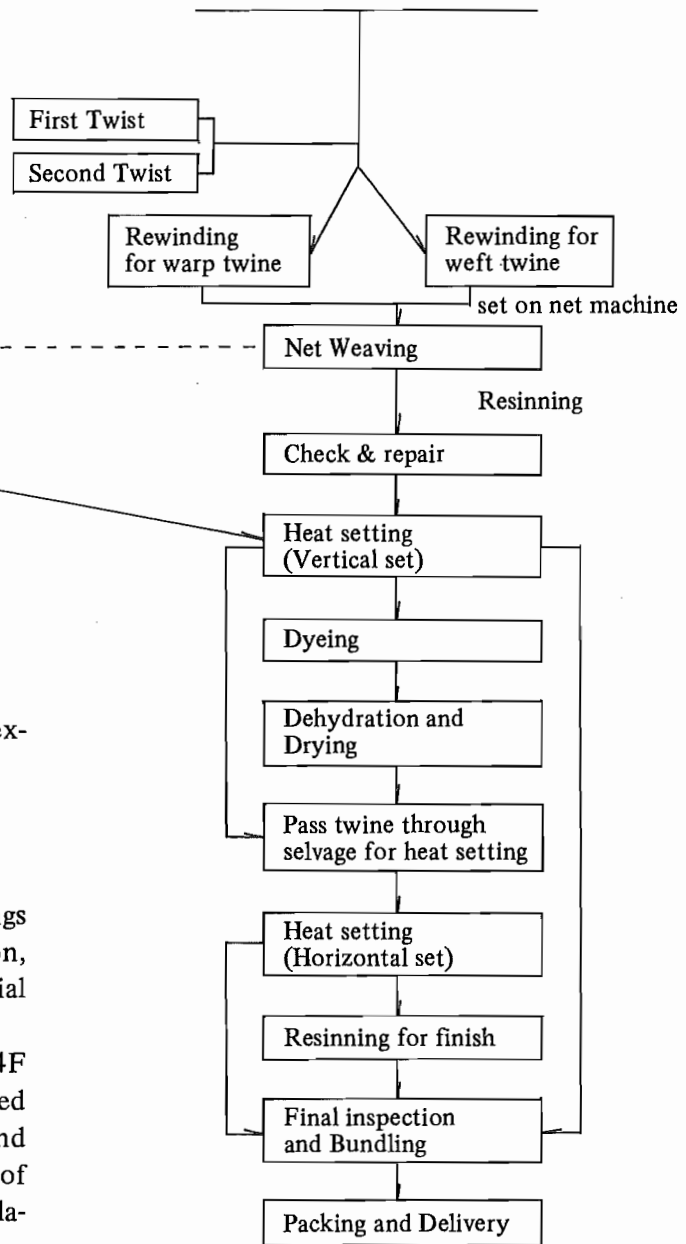 First Twist
Second Twist
Rewinding
for warp twine
Rewinding for
weft twine
set on net machine
Net Weaving
Resinning
Check & repair
Heat setting
(Vertical set)
Dyeing
Dehydration and
Drying
Pass twine through
selvage for heat setting
Heat setting
(Horizontal set)
Resinning for finish
Final inspection
and Bundling
Packing and Delivery